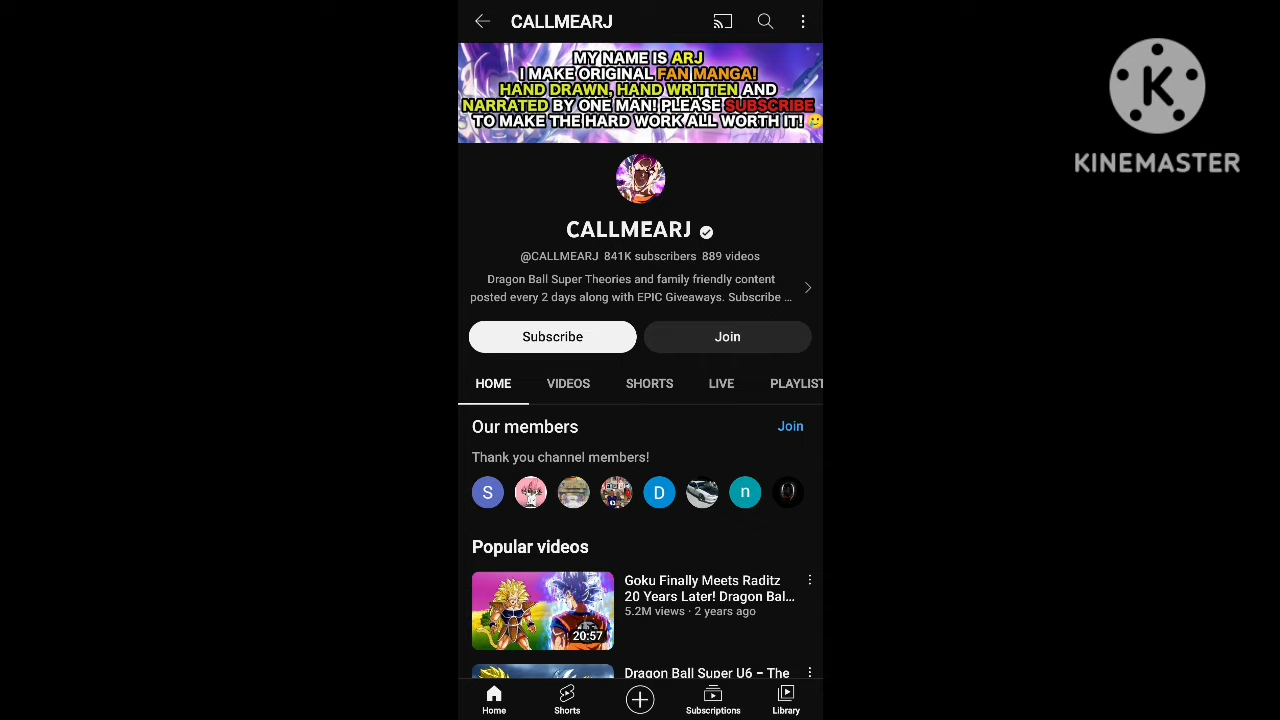 CALLMEARJ
MY NAME IS ARJ
I MAKE ORIGINAL FAN MANGA!
HAND DRAWN, HAND WRITTEN AND
NARRATED BY ONE MAN! PLEASE SUBSCRIBE
TO MAKE THE HARD WORK ALL WORTH IT! 🥲
K
KINEMASTER
CALLMEARJ
@CALLMEARJ 841K subscribers 889 videos
Dragon Ball Super Theories and family friendly content
posted every 2 days along with EPIC Giveaways. Subscribe ...
Subscribe
Join
HOME
VIDEOS
SHORTS
LIVE
PLAYLIST
Our members
Join
Thank you channel members!
S
D
n
Popular videos
Goku Finally Meets Raditz
20 Years Later! Dragon Bal...
5.2M views · 2 years ago
20:57
Dragon Ball Super U6 - The
Home
Shorts
Subscriptions
Library